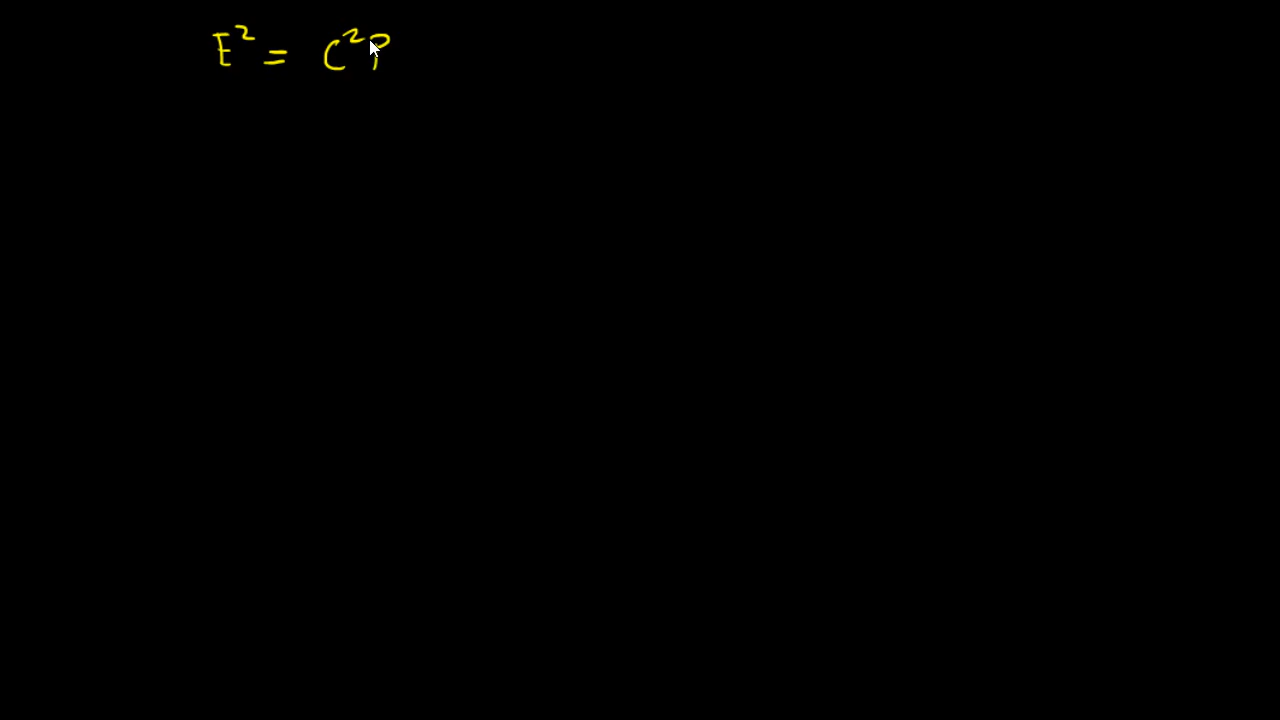 E² = C²P